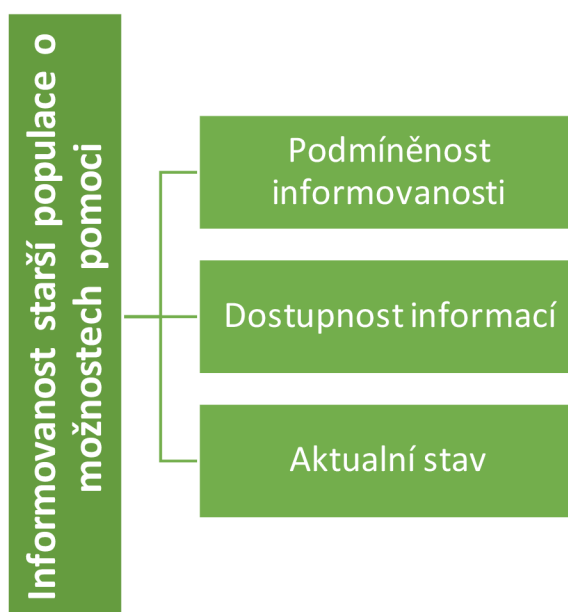 Informovanost starší populace o
možnostech pomoci
Podmíněnost
informovanosti
Dostupnost informací
Aktualní stav